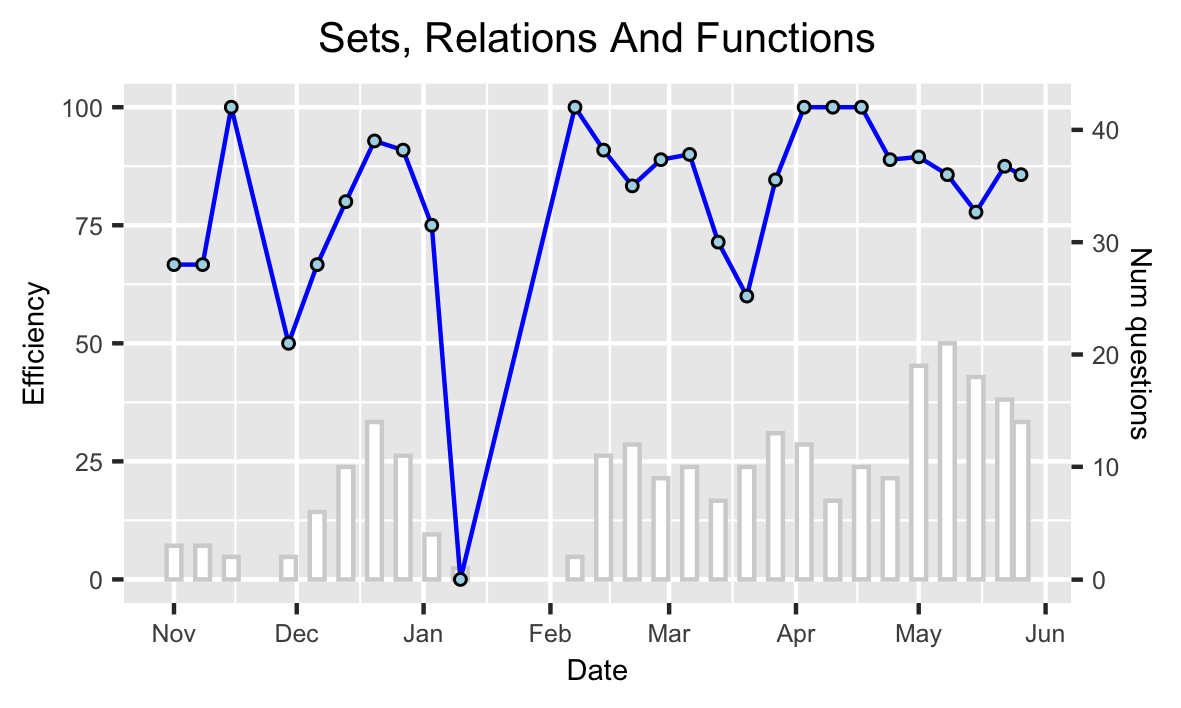 Sets, Relations And Functions
Efficiency
100
75
50
25
0
40
30
20
10
0
Num questions
Nov Dec Jan Feb Mar Apr May Jun
Date